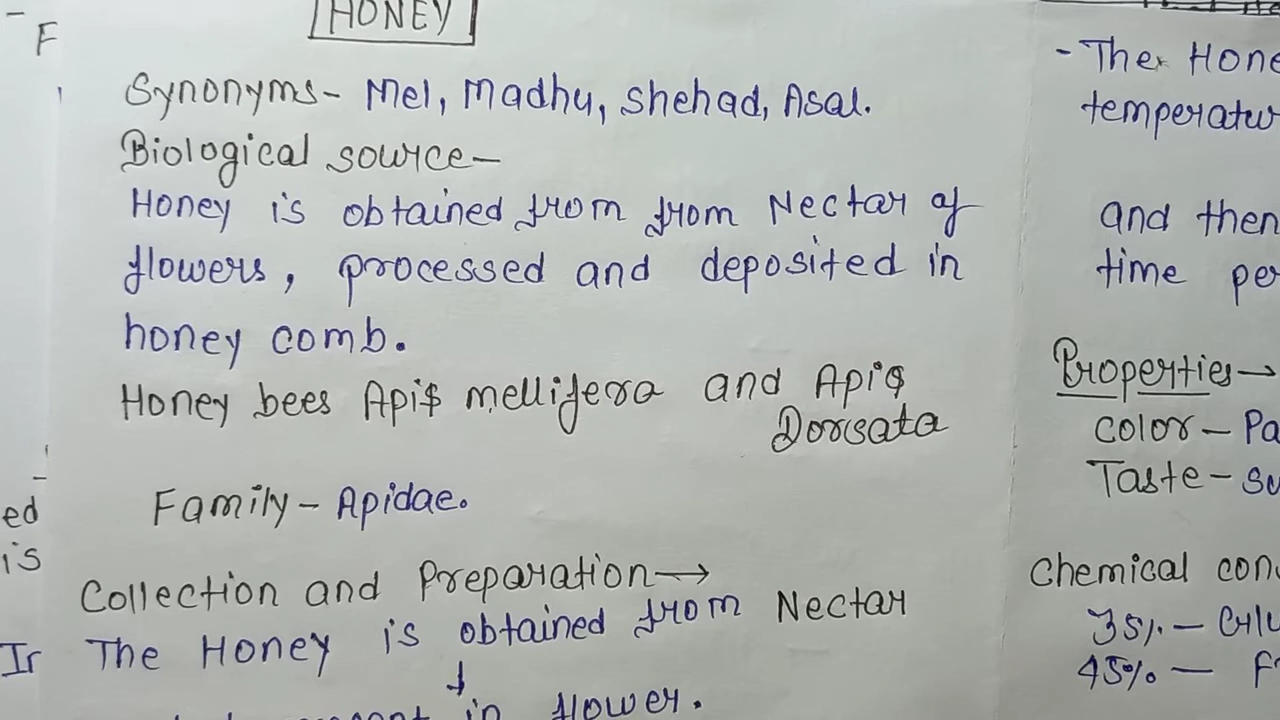 HONEY
Synonyms- Mel, Madhu, Shehad, Asal.
Biological source-
Honey is obtained from from Nectar of
flowers, processed and deposited in
honey comb.
Honey bees Apis mellifera and Apis
Dorsata
Family- Apidae.
Collection and Preparation→
The Honey is obtained from Nectar
in flower.
F
ed
is
- The Hone
temperatu
and then
time per
Properties→
Color - Pa
Taste - Su
Chemical con
35% - Glu
45% - F